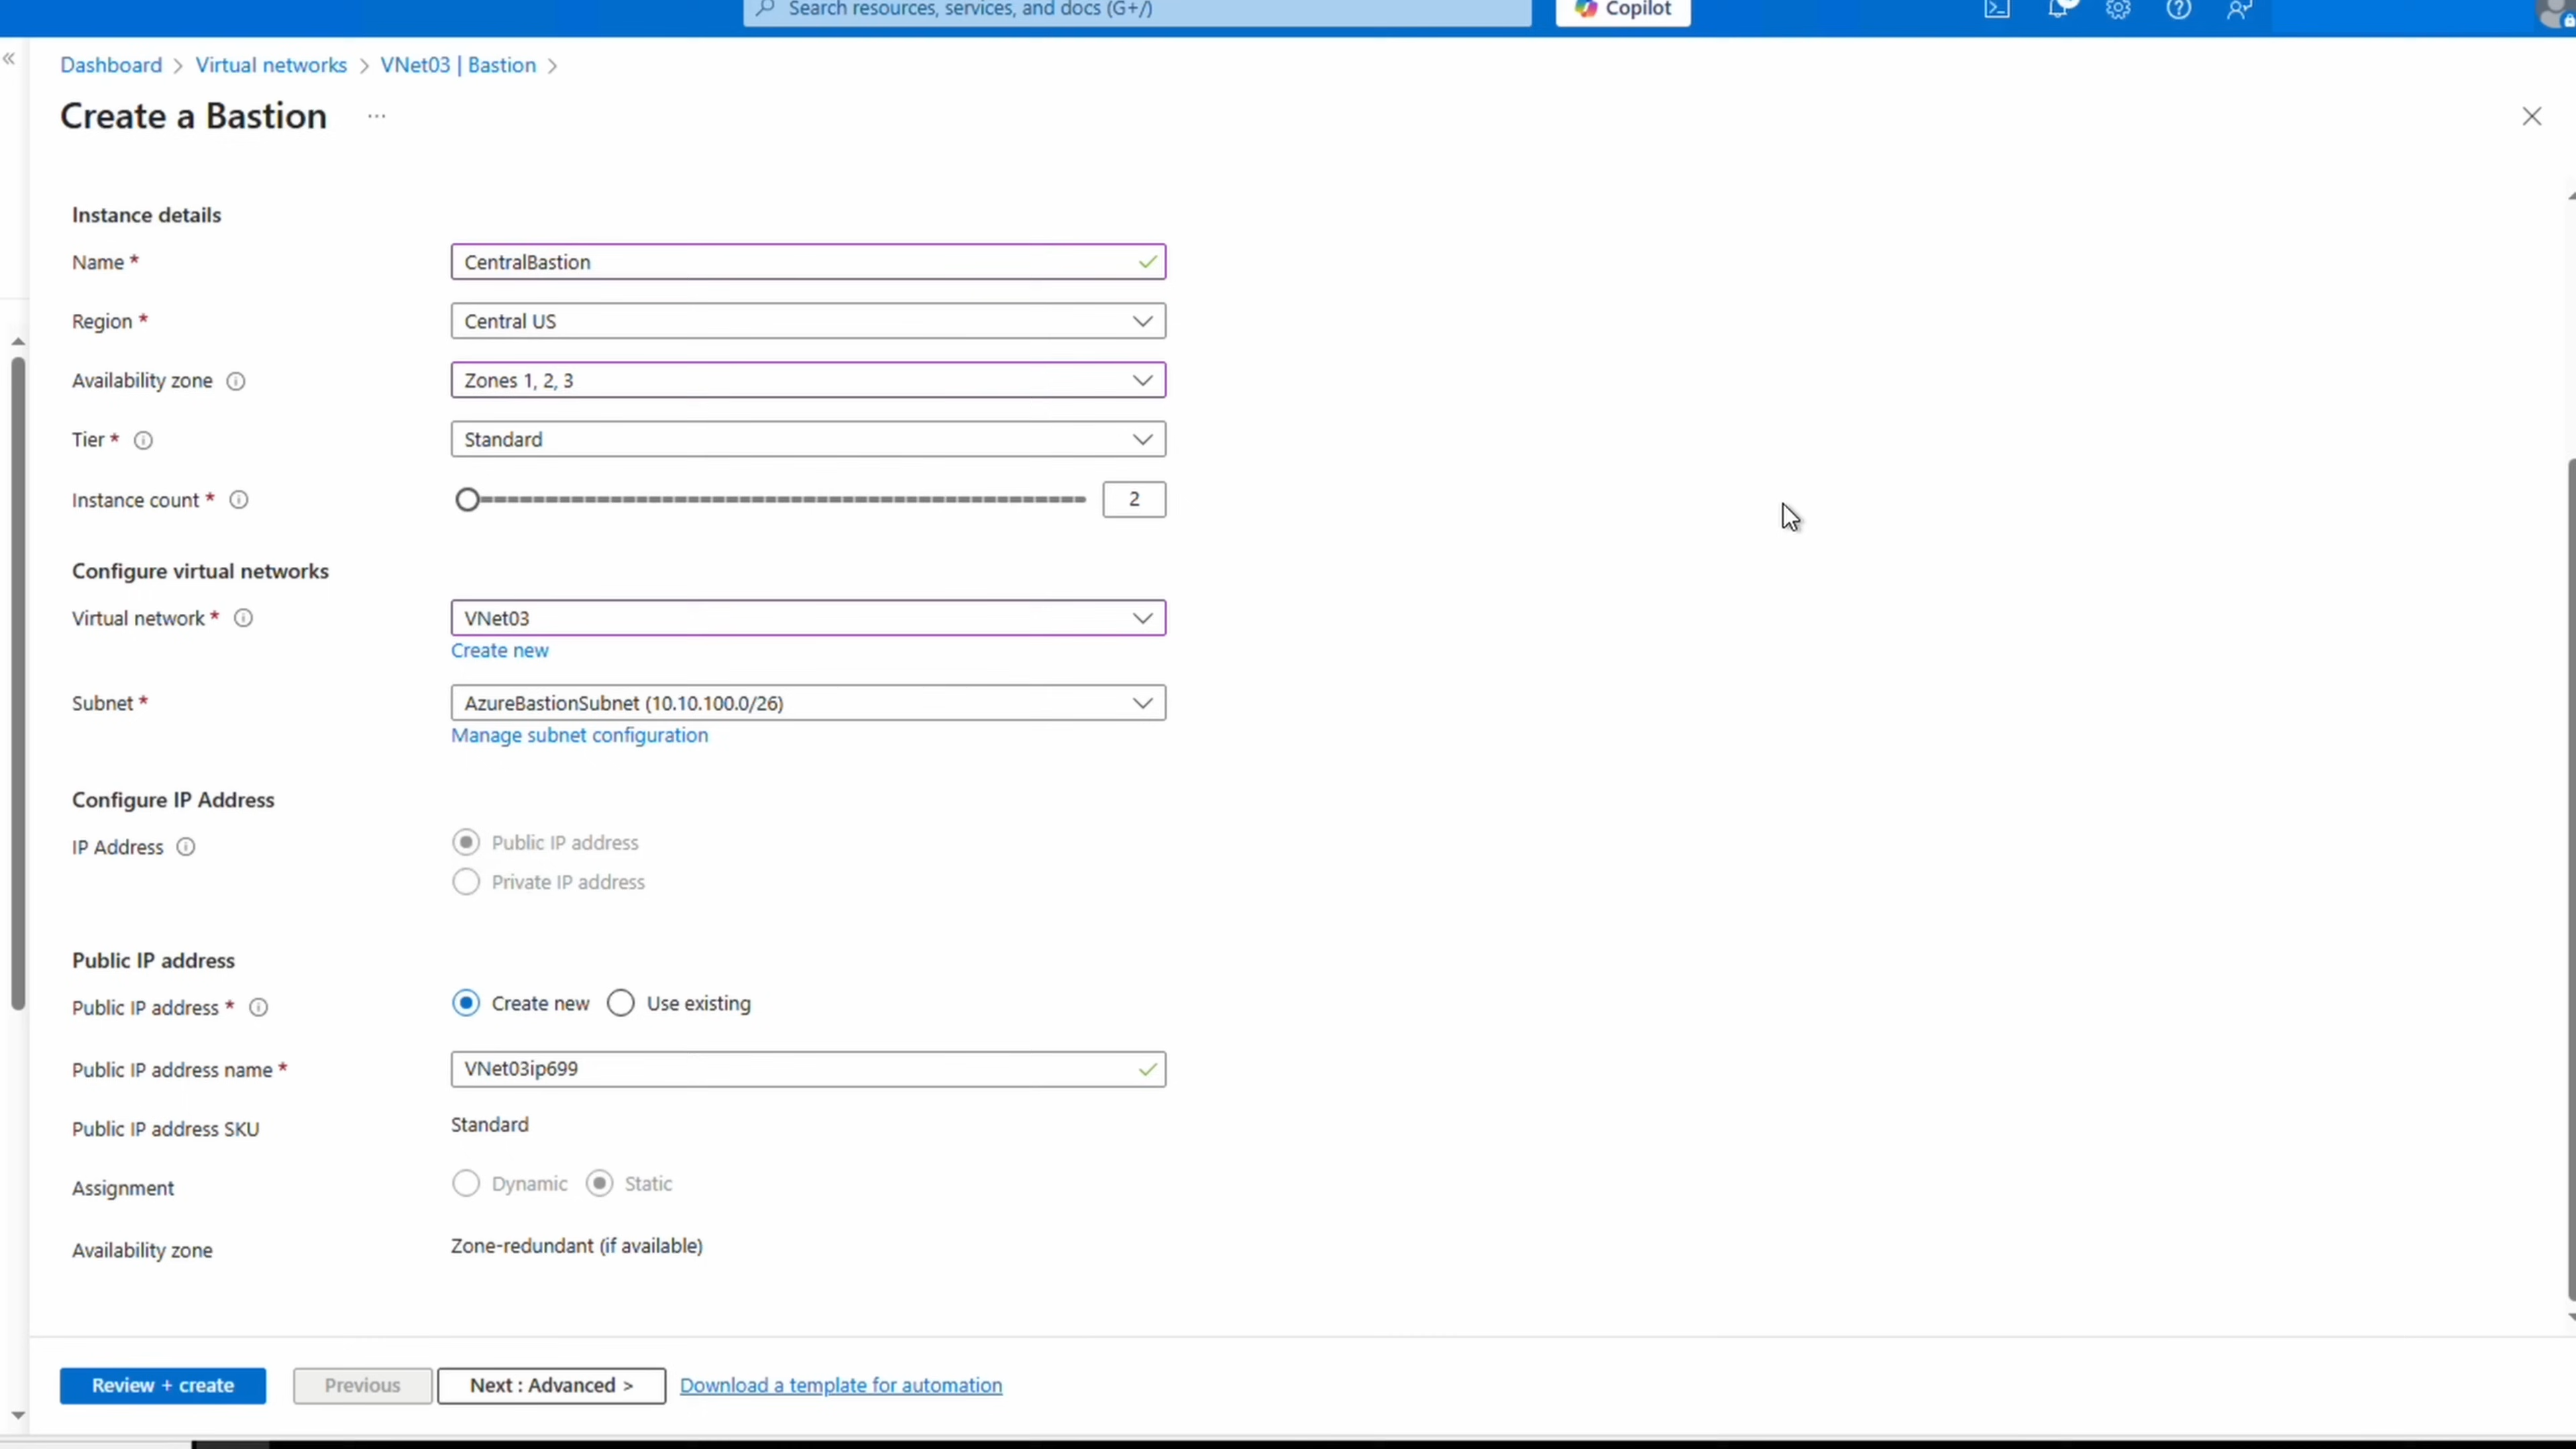 Search resources, services, and docs (G+/)
Copilot
Dashboard > Virtual networks > VNet03 | Bastion >
Create a Bastion ...
Instance details
Name * CentralBastion
Region * Central US
Availability zone Zones 1, 2, 3
Tier * Standard
Instance count * 2
Configure virtual networks
Virtual network * VNet03
Create new
Subnet * AzureBastionSubnet (10.10.100.0/26)
Manage subnet configuration
Configure IP Address
IP Address Public IP address
Private IP address
Public IP address
Public IP address * Create new Use existing
Public IP address name * VNet03ip699
Public IP address SKU Standard
Assignment Dynamic Static
Availability zone Zone-redundant (if available)
Review + create Previous Next : Advanced > Download a template for automation